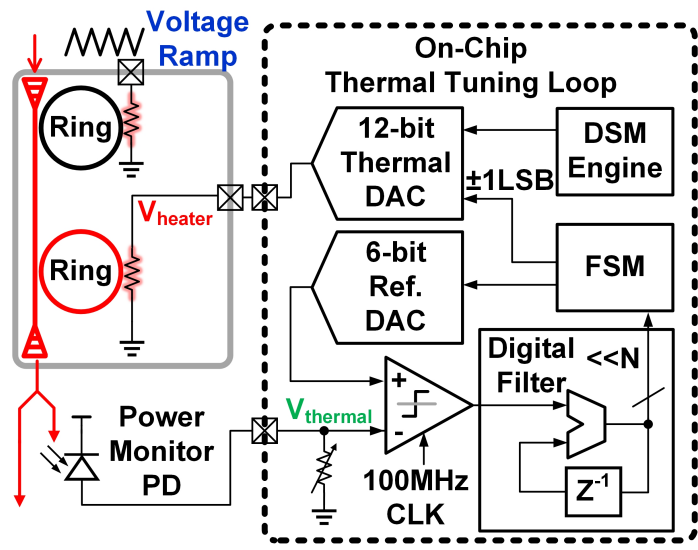 Voltage
Ramp
On-Chip
Thermal Tuning Loop
Ring
12-bit
Thermal
DAC
DSM
Engine
±1LSB
Vheater
Ring
6-bit
Ref.
DAC
FSM
Digital
Filter
<<N
+
-
Vthermal
Power
Monitor
PD
100MHz
CLK
Z-1